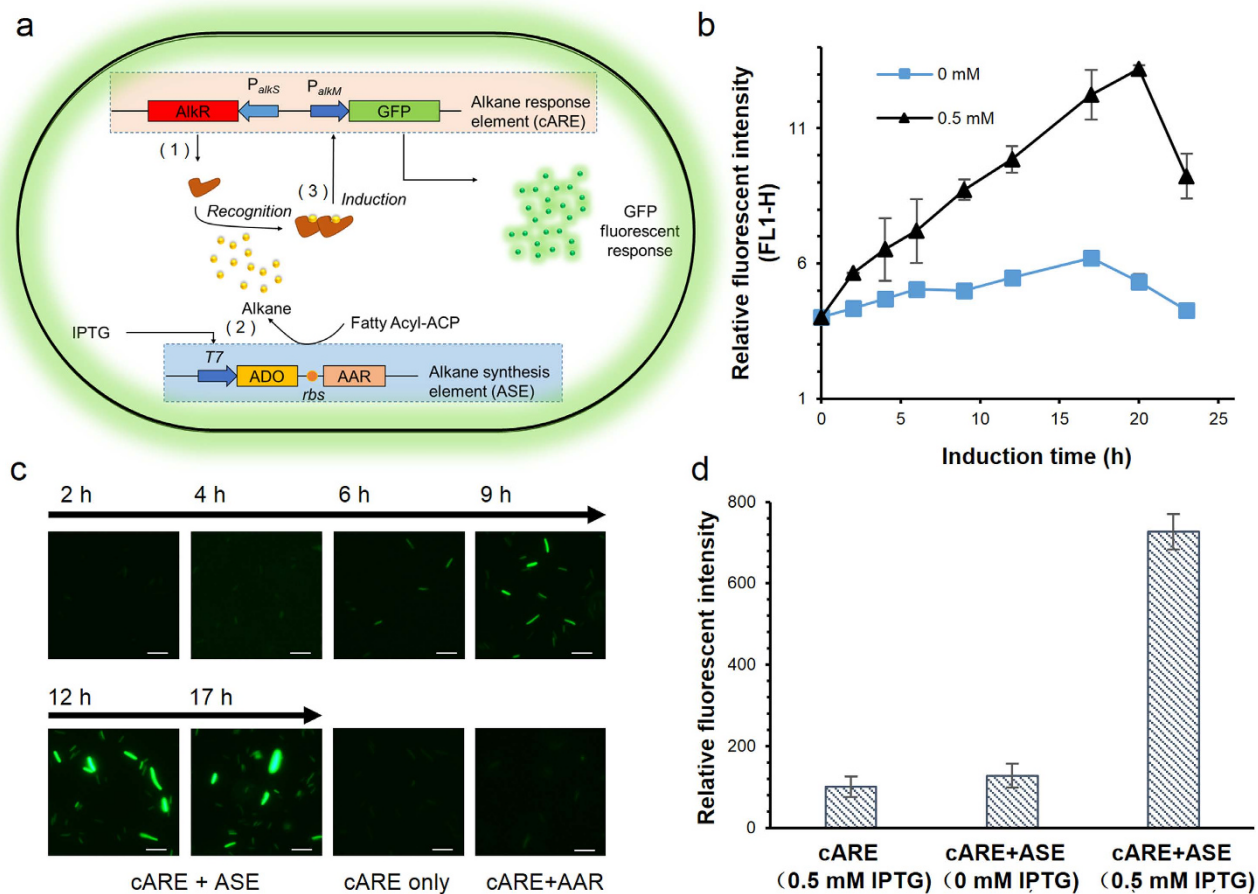 a
P alkS
P alkM
AlkR
GFP
Alkane response
element (cARE)
( 1 )
( 3 )
Induction
Recognition
GFP
fluorescent
response
Alkane
( 2 )
IPTG
Fatty Acyl-ACP
T7
ADO
AAR
rbs
Alkane synthesis
element (ASE)
b
0 mM
0.5 mM
Relative fluorescent intensity
(FL1-H)
11
6
1
0
5
10
15
20
25
Induction time (h)
c
2 h
4 h
6 h
9 h
12 h
17 h
cARE + ASE
cARE only
cARE+AAR
d
Relative fluorescent intensity
800
600
400
200
0
cARE
(0.5 mM IPTG)
cARE+ASE
(0 mM IPTG)
cARE+ASE
(0.5 mM IPTG)